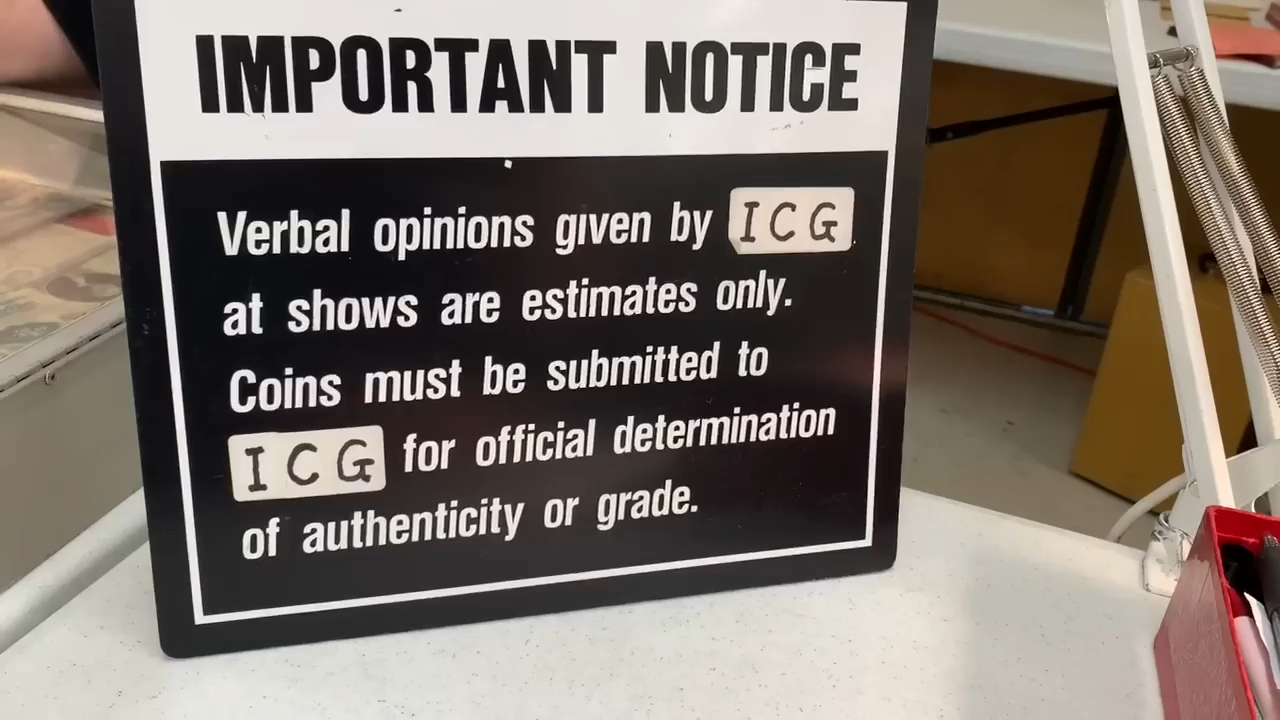 IMPORTANT NOTICE
Verbal opinions given by ICG
at shows are estimates only.
Coins must be submitted to
ICG for official determination
of authenticity or grade.